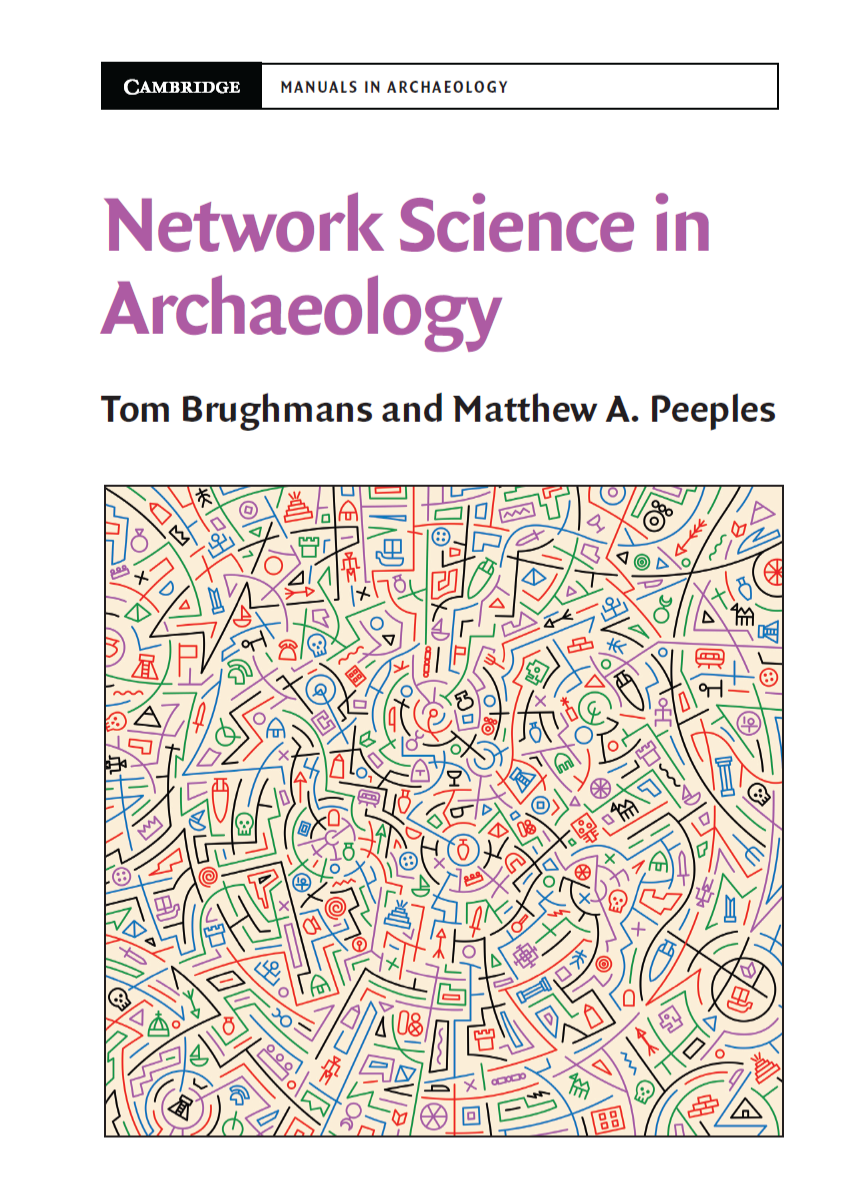 CAMBRIDGE MANUALS IN ARCHAEOLOGY
Network Science in
Archaeology
Tom Brughmans and Matthew A. Peeples